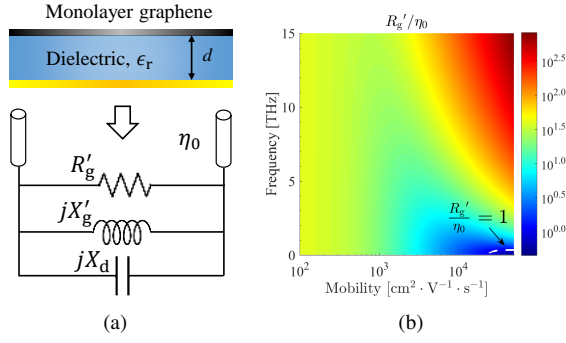 Monolayer graphene
Dielectric, ϵr
d
η0
R′g
jX′g
jXd
(a)
Rg′/η0
Frequency [THz]
15
10
5
0
Rg′/η0 = 1
10^2
10^3
10^4
Mobility [cm² · V⁻¹ · s⁻¹]
10^2.5
10^2.0
10^1.5
10^1.0
10^0.5
10^0.0
(b)